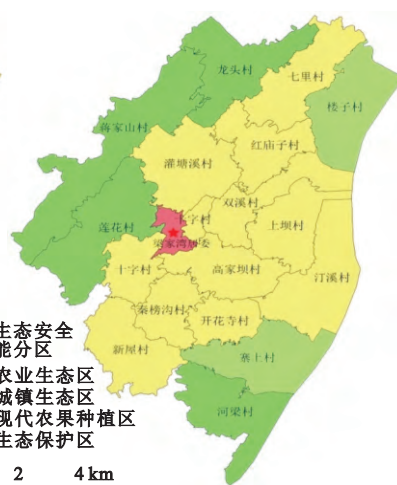 龙头村
七里村
楼子村
蒋家山村
红庙子村
灌塘溪村
双溪村
莲花村
十字村
上坝村
梁家湾居委
十字村
高家坝村
汀溪村
秦榜沟村
开花寺村
新屋村
寨上村
河梁村
生态安全
能分区
农业生态区
城镇生态区
现代农果种植区
生态保护区
2 4 km